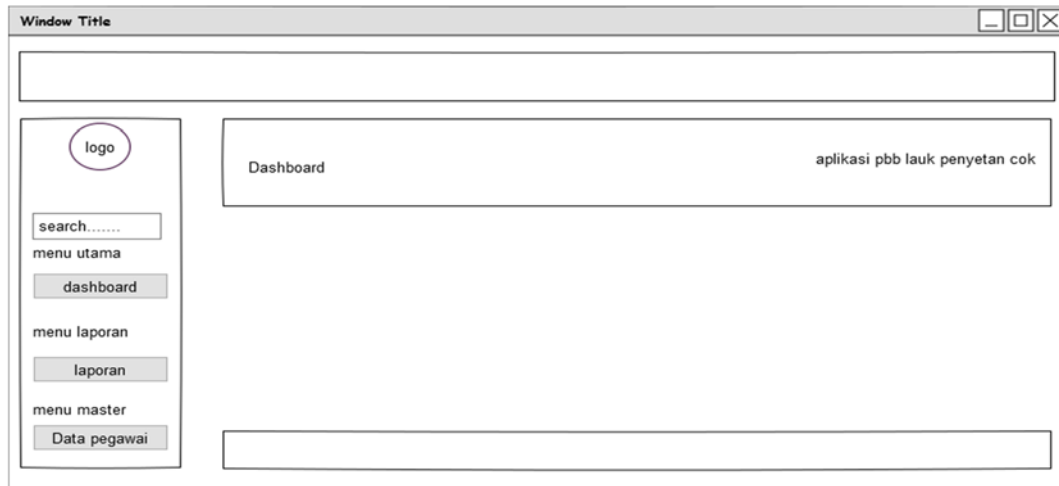 Window Title
logo
search.......
menu utama
dashboard
menu laporan
laporan
menu master
Data pegawai
Dashboard
aplikasi pbb lauk penyetan cok